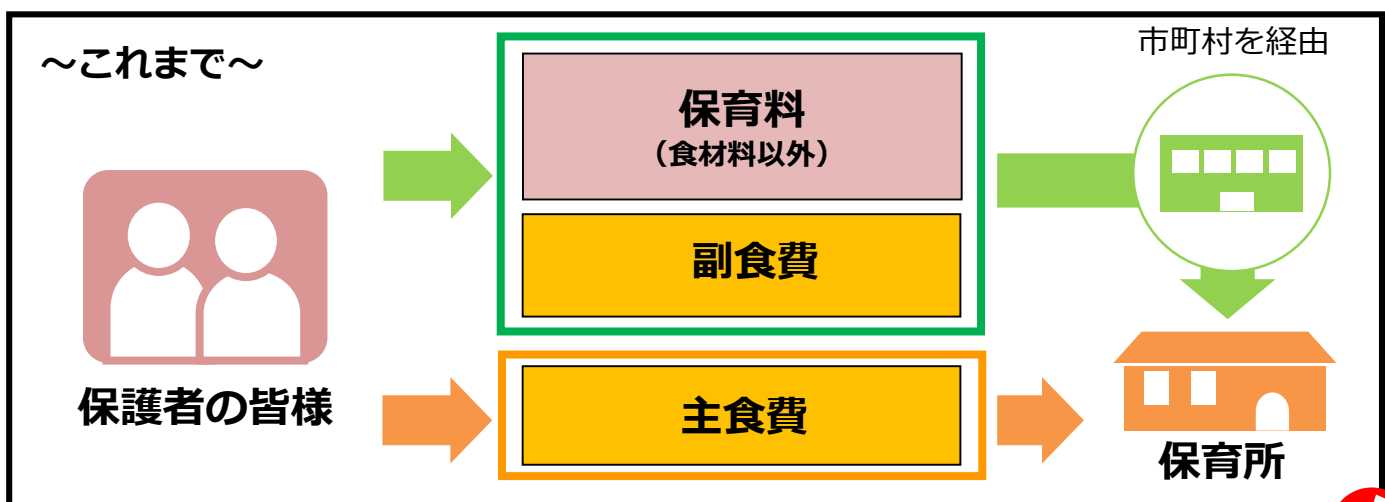 ～これまで～
市町村を経由
保育料
（食材料以外）
副食費
保護者の皆様
主食費
保育所